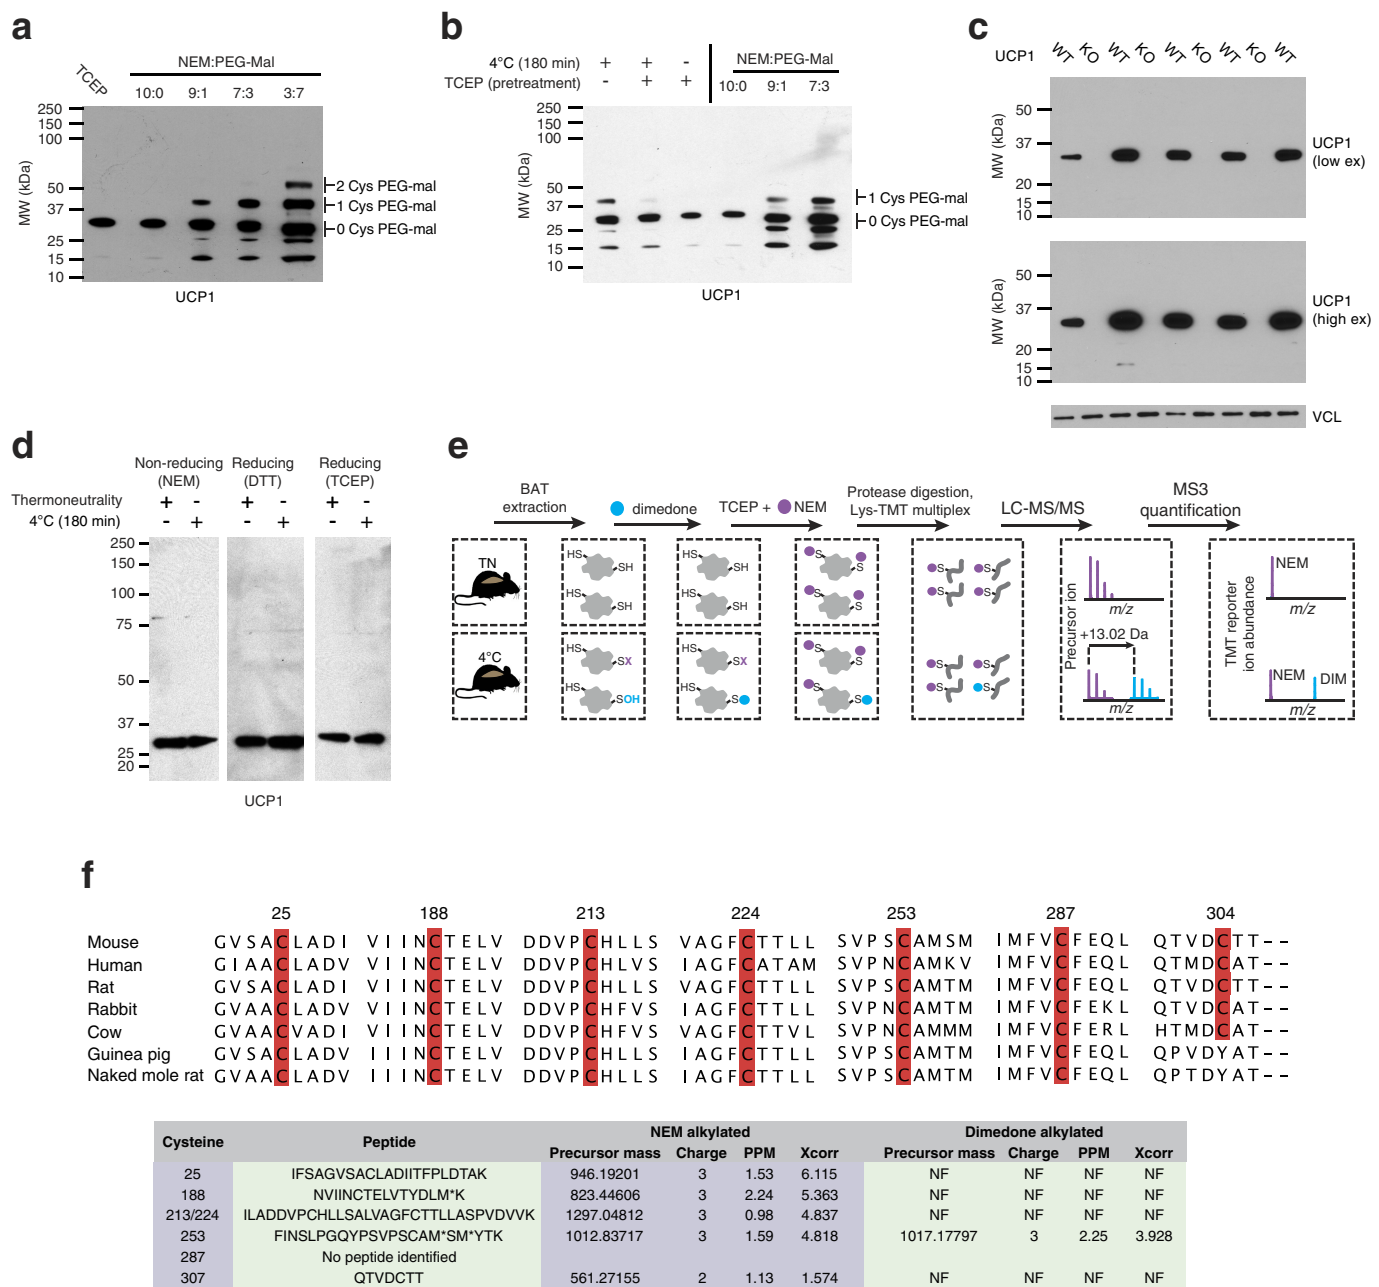 a
TCEP
NEM:PEG-Mal
10:0 9:1 7:3 3:7
MW (kDa)
250
150
100
50
37
25
15
10
2 Cys PEG-mal
1 Cys PEG-mal
0 Cys PEG-mal
UCP1
b
4°C (180 min) + + -
TCEP (pretreatment) - + +
NEM:PEG-Mal
10:0 9:1 7:3
MW (kDa)
250
150
100
50
37
25
15
10
1 Cys PEG-mal
0 Cys PEG-mal
UCP1
c
UCP1 WT KO WT KO WT KO WT KO WT
MW (kDa)
50
37
20
15
10
UCP1
(low ex)
MW (kDa)
50
37
20
15
10
UCP1
(high ex)
VCL
d
Non-reducing
(NEM)
Reducing
(DTT)
Reducing
(TCEP)
Thermoneutrality + - + - + -
4°C (180 min) - + - + - +
250
150
100
75
50
37
25
20
UCP1
e
BAT
extraction
dimedone
TCEP + NEM
Protease digestion,
Lys-TMT multiplex
LC-MS/MS
MS3
quantification
TN
HS SH
HS SH
HS SH
HS SH
S S
S S
S S
S S
4°C
HS SX
HS SOH
HS SX
HS S
S S
S S
S S
S S
Precursor ion
m/z
+13.02 Da
m/z
TMT reporter
ion abundance
NEM
m/z
NEM DIM
m/z
f
25 188 213 224 253 287 304
Mouse GVSACLADI VIINCTELV DDVPCHLLS VAGFCTTLL SVPSCAMSM IMFVCFEQL QTVDCTT--
Human GIAACLADV VIINCTELV DDVPCHLVS IAGFCATAM SVPNCAMKV IMFVCFEQL QTMDCAT--
Rat GVSACLADI VIINCTELV DDVPCHLLS VAGFCTTLL SVPSCAMTM IMFVCFEQL QTVDCTT--
Rabbit GVAACLADV VIINCTELV DDVPCHFVS IAGFCTTLL SVPNCAMTM IMFVCFEKL QTVDCAT--
Cow GVAACVADI VIINCTELV DDVPCHFVS VAGFCTTVL SVPNCAMMM IMFVCFERL HTMDCAT--
Guinea pig GVSACLADV IIINCTELV DDVPCHLLS IAGFCTTLL SVPSCAMTM IMFVCFEQL QPVDYAT--
Naked mole rat GVAACLADV IIINCTELV DDVPCHLLS IAGFCTTLL SVPSCAMTM IMFVCFEQL QPTDYAT--
Cysteine Peptide NEM alkylated Dimedone alkylated
Precursor mass Charge PPM Xcorr Precursor mass Charge PPM Xcorr
25 IFSAGVSACLADIITFPLDTAK 946.19201 3 1.53 6.115 NF NF NF NF
188 NVIINCTELVTYDLM*K 823.44606 3 2.24 5.363 NF NF NF NF
213/224 ILADDVPCHLLSALVAGFCTTLLASPVDVVK 1297.04812 3 0.98 4.837 NF NF NF NF
253 FINSLPGQYPSVPSCAM*SM*YTK 1012.83717 3 1.59 4.818 1017.17797 3 2.25 3.928
287 No peptide identified
307 QTVDCTT 561.27155 2 1.13 1.574 NF NF NF NF